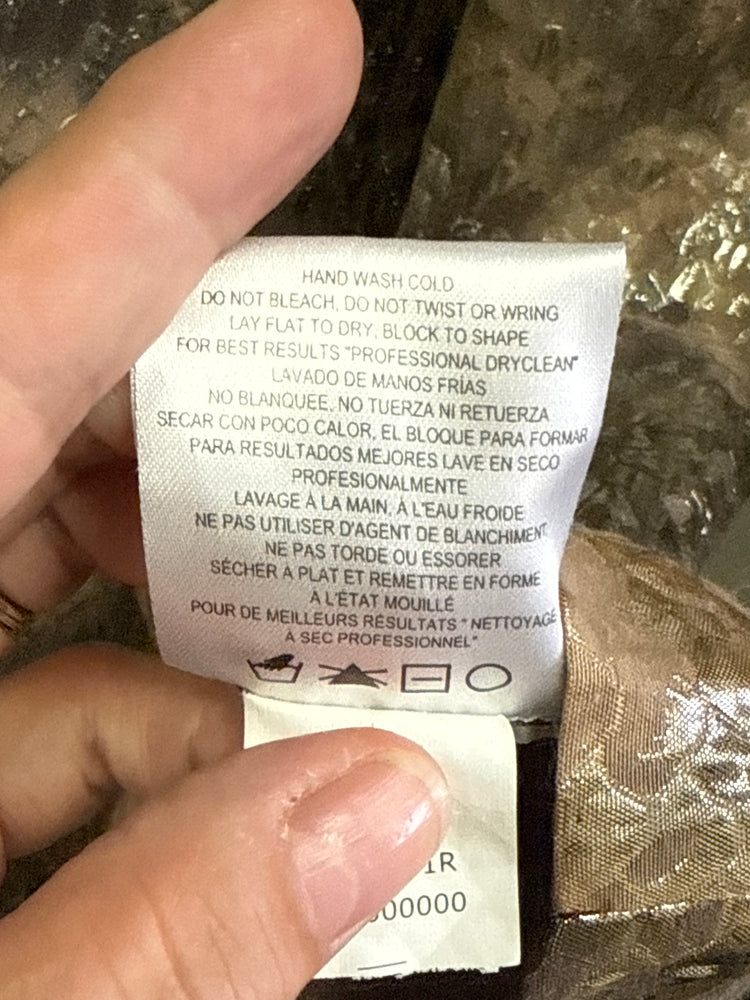 HAND WASH COLD
DO NOT BLEACH, DO NOT TWIST OR WRING
LAY FLAT TO DRY, BLOCK TO SHAPE
FOR BEST RESULTS "PROFESSIONAL DRYCLEAN"
LAVADO DE MANOS FRÍAS
NO BLANQUEE, NO TUERZA NI RETUERZA
SECAR CON POCO CALOR, EL BLOQUE PARA FORMAR
PARA RESULTADOS MEJORES LAVE EN SECO
PROFESIONALMENTE
LAVAGE À LA MAIN, À L'EAU FROIDE
NE PAS UTILISER D'AGENT DE BLANCHIMENT
NE PAS TORDE OU ESSORER
SÉCHER A PLAT ET REMETTRE EN FORME
A L'ÉTAT MOUILLÉ
POUR DE MEILLEURS RÉSULTATS " NETTOYAGE
À SEC PROFESSIONNEL"
1R
00000